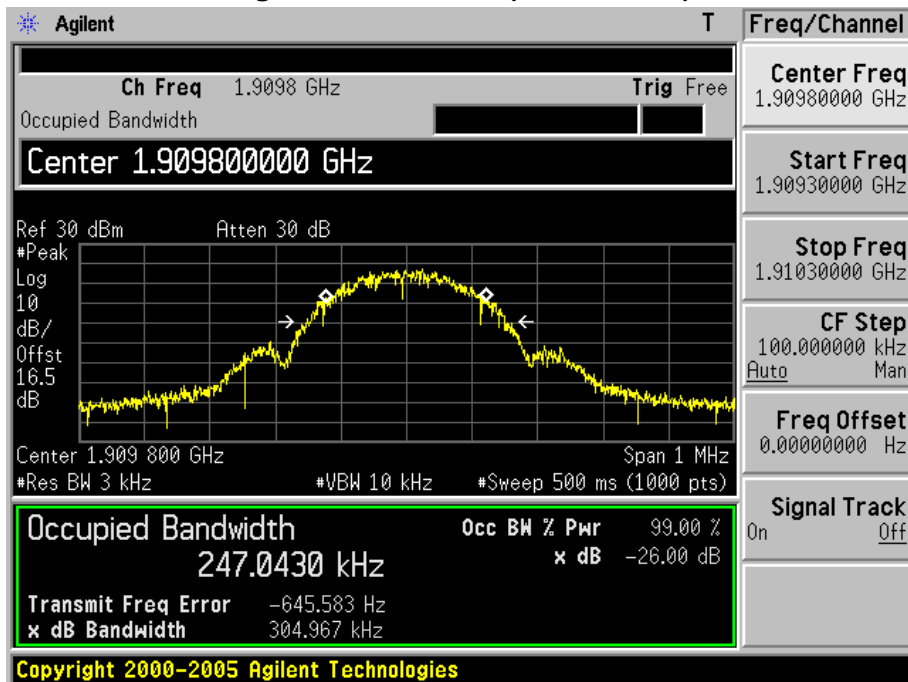 Agilent T Freq/Channel
Ch Freq 1.9098 GHz Trig Free
Occupied Bandwidth
Center 1.909800000 GHz
Ref 30 dBm Atten 30 dB
#Peak
Log
10
dB/
Offst
16.5
dB
Center 1.909 800 GHz Span 1 MHz
#Res BW 3 kHz #VBW 10 kHz #Sweep 500 ms (1000 pts)
Occupied Bandwidth Occ BW % Pwr 99.00 %
247.0430 kHz x dB -26.00 dB
Transmit Freq Error -645.583 Hz
x dB Bandwidth 304.967 kHz
Copyright 2000-2005 Agilent Technologies
Center Freq
1.90980000 GHz
Start Freq
1.90930000 GHz
Stop Freq
1.91030000 GHz
CF Step
100.000000 kHz
Auto Man
Freq Offset
0.00000000 Hz
Signal Track
On Off